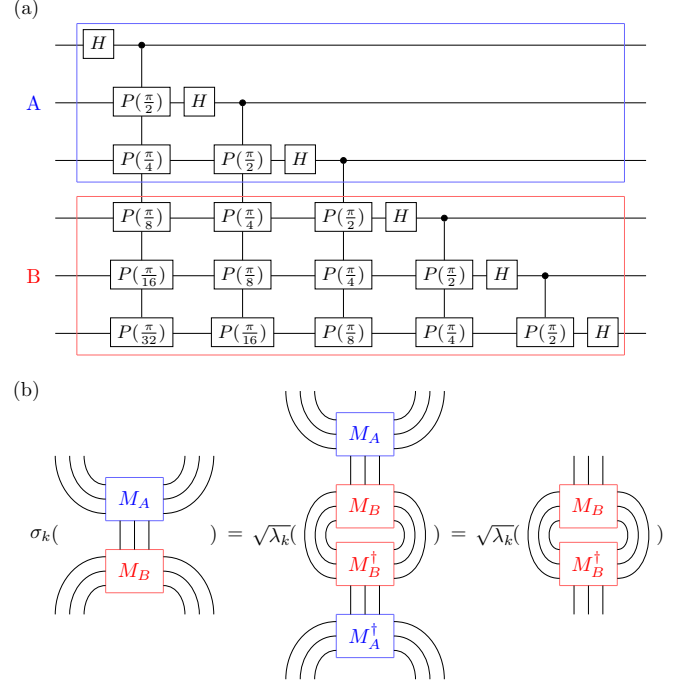 (a)
H
A P(π/2) H
P(π/4) P(π/2) H
P(π/8) P(π/4) P(π/2) H
B P(π/16) P(π/8) P(π/4) P(π/2) H
P(π/32) P(π/16) P(π/8) P(π/4) P(π/2) H
(b)
M_A
M_A
M_B M_B
σ_k( ) = √λ_k( ) = √λ_k( )
M_B M_B^† M_B^†
M_A^†